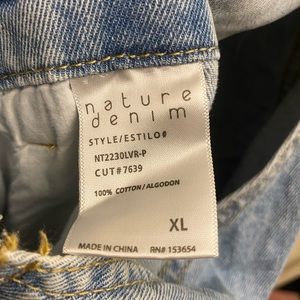 nature
denim
STYLE/ESTILO#
NT2230LVR-P
CUT#7639
100% COTTON/ALGODON
XL
MADE IN CHINA RN# 153654